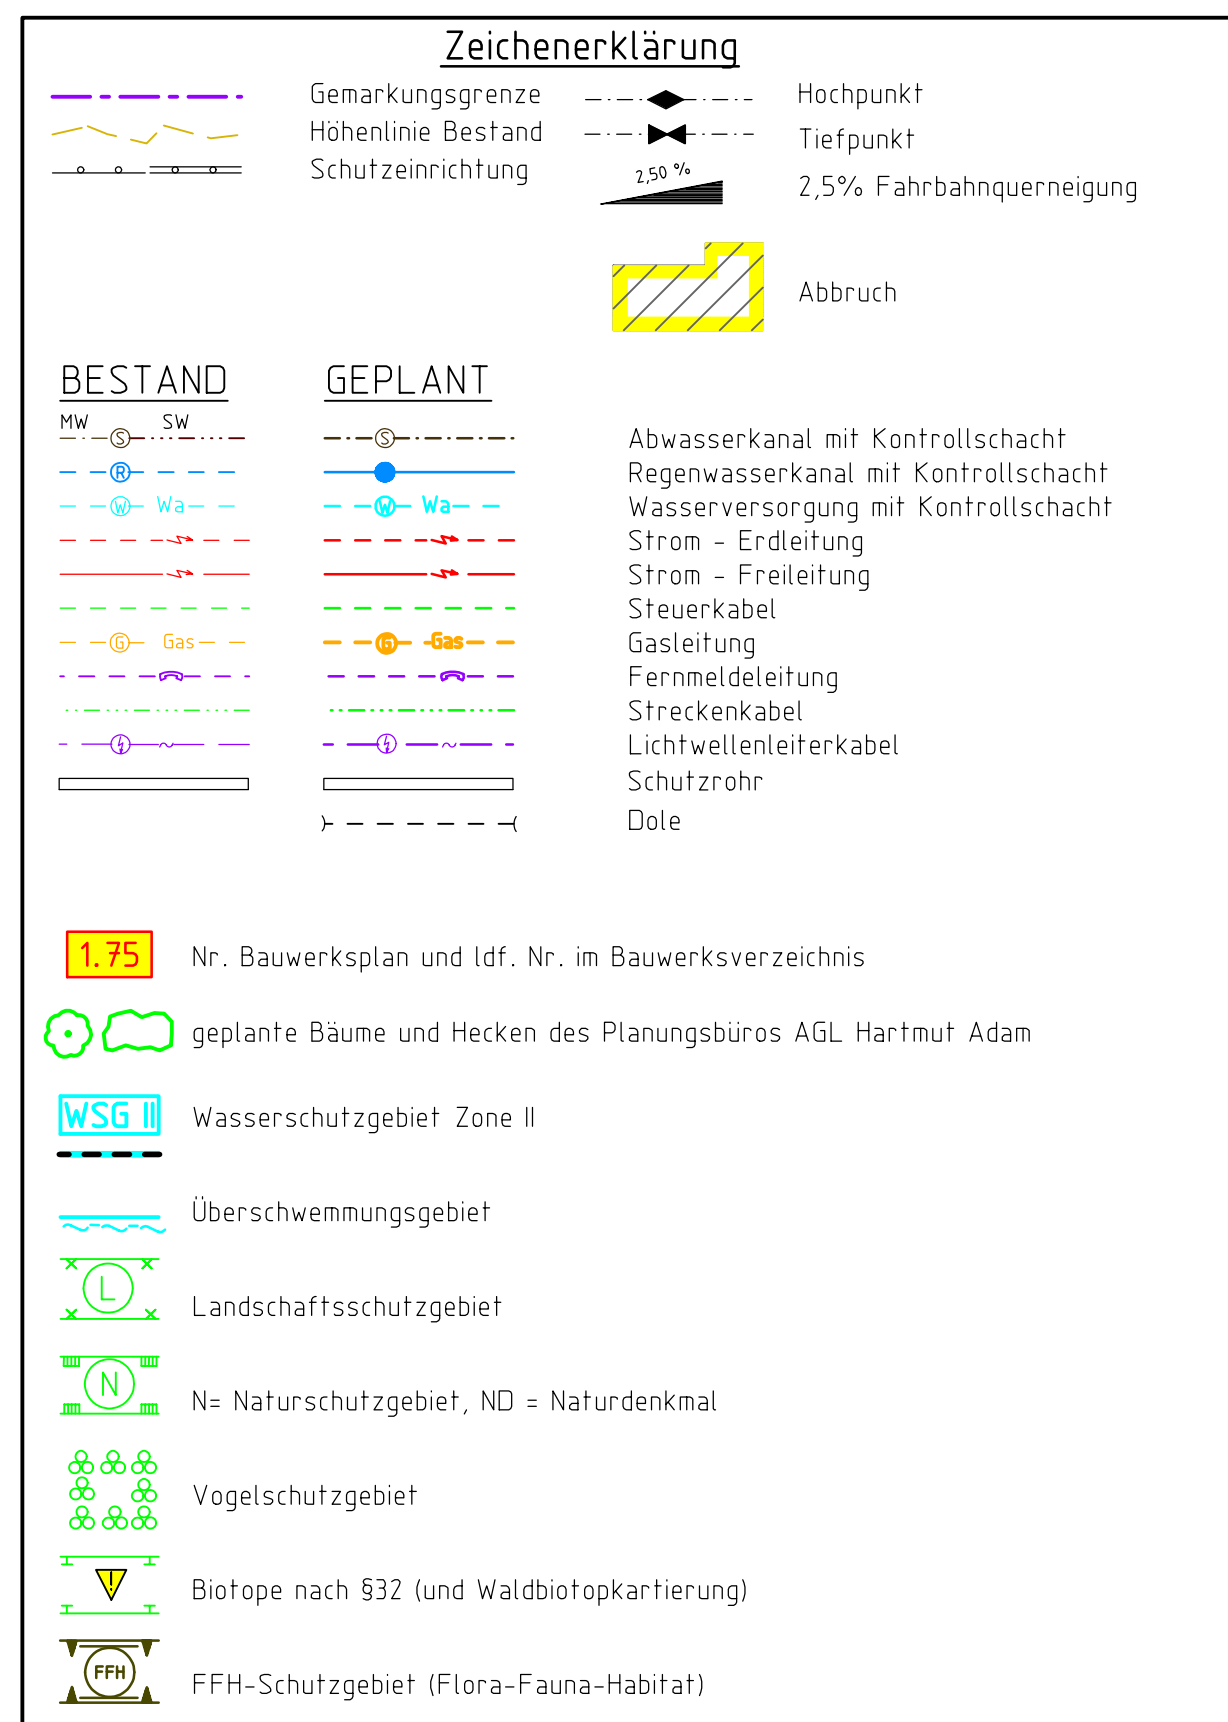 Zeichenerklärung
Gemarkungsgrenze
Höhenlinie Bestand
Schutzeinrichtung
Hochpunkt
Tiefpunkt
2,50 %
2,5% Fahrbahnquerneigung
Abbruch
BESTAND GEPLANT
MW SW
S S Abwasserkanal mit Kontrollschacht
R Regenwasserkanal mit Kontrollschacht
W Wa W Wa Wasserversorgung mit Kontrollschacht
Strom - Erdleitung
Strom - Freileitung
Steuerkabel
G Gas G Gas Gasleitung
Fernmeldeleitung
Streckenkabel
Lichtwellenleiterkabel
Schutzrohr
Dole
1.75 Nr. Bauwerksplan und ldf. Nr. im Bauwerksverzeichnis
geplante Bäume und Hecken des Planungsbüros AGL Hartmut Adam
WSG II Wasserschutzgebiet Zone II
Überschwemmungsgebiet
L Landschaftsschutzgebiet
N N= Naturschutzgebiet, ND = Naturdenkmal
Vogelschutzgebiet
! Biotope nach §32 (und Waldbiotopkartierung)
FFH FFH-Schutzgebiet (Flora-Fauna-Habitat)